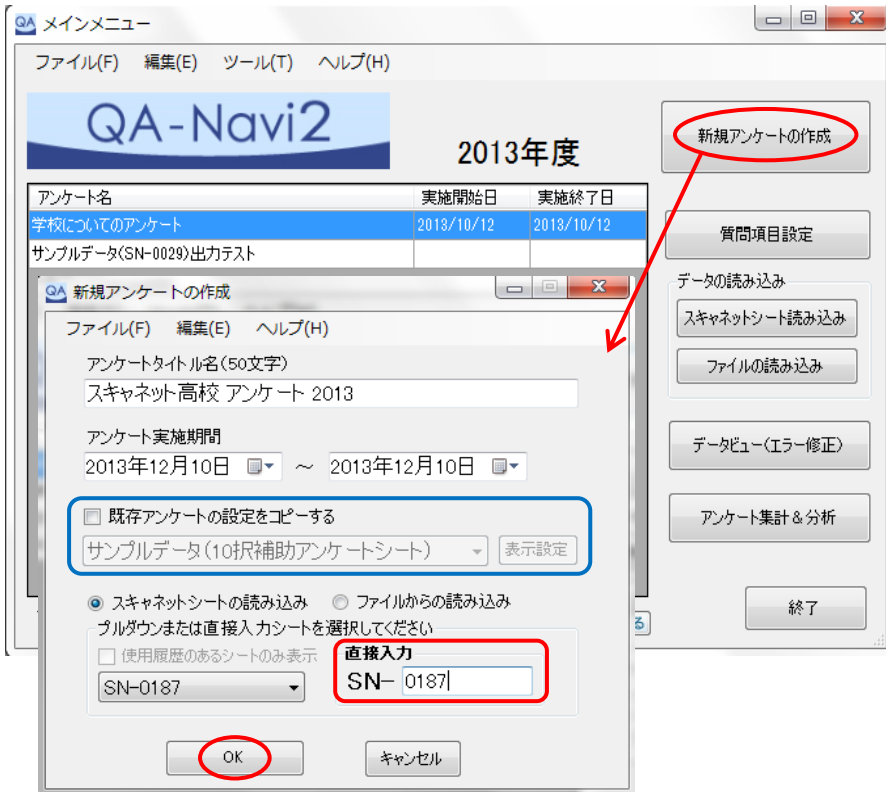 メインメニュー
ファイル(F) 編集(E) ツール(T) ヘルプ(H)
QA-Navi2
2013年度
新規アンケートの作成
アンケート名 実施開始日 実施終了日
学校についてのアンケート 2013/10/12 2013/10/12
サンプルデータ(SN-0029)出力テスト
質問項目設定
データの読み込み
スキャネットシート読み込み
ファイルの読み込み
データビュー(エラー修正)
アンケート集計&分析
終了
る
QA 新規アンケートの作成
ファイル(F) 編集(E) ヘルプ(H)
アンケートタイトル名(50文字)
スキャネット高校 アンケート 2013
アンケート実施期間
2013年12月10日 ~ 2013年12月10日
既存アンケートの設定をコピーする
サンプルデータ(10択補助アンケートシート) 表示設定
スキャネットシートの読み込み ファイルからの読み込み
プルダウンまたは直接入力シートを選択してください
使用履歴のあるシートのみ表示
SN-0187
直接入力
SN- 0187
OK キャンセル